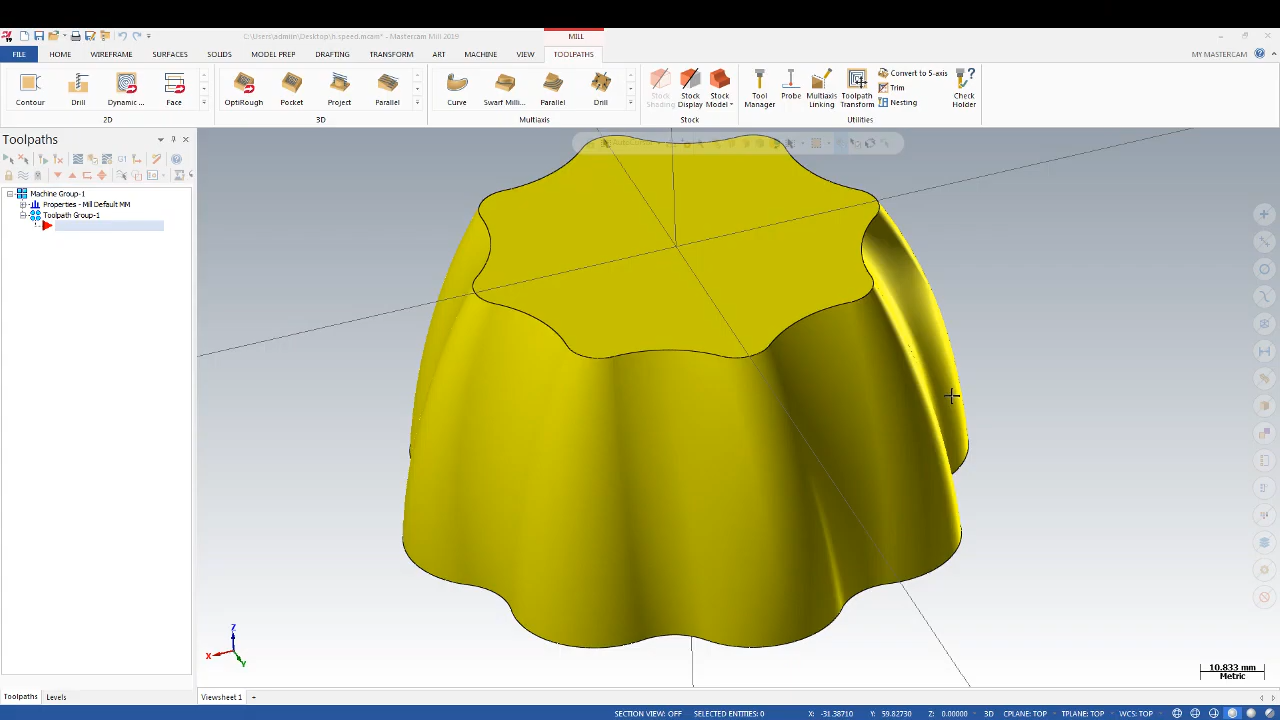 C:\Users\admin\Desktop\h.speed.mcam* - Mastercam Mill 2019
MILL
FILE HOME WIREFRAME SURFACES SOLIDS MODEL PREP DRAFTING TRANSFORM ART MACHINE VIEW TOOLPATHS MY MASTERCAM
Contour Drill Dynamic ... Face
OptiRough Pocket Project Parallel
Curve Swarf Milli... Parallel Drill
Stock Shading Stock Display Stock Model
Tool Manager Probe Multiaxis Linking Toolpath Transform
Convert to 5-axis
Trim
Nesting
Check Holder
2D 3D Multiaxis Stock Utilities
Toolpaths
Machine Group-1
Properties - Mill Default MM
Toolpath Group-1
Z
X
Y
10.833 mm
Metric
Toolpaths Levels Viewsheet 1 +
SECTION VIEW: OFF SELECTED ENTITIES: 0 X: -31.38710 Y: 59.82730 Z: 0.00000 3D CPLANE: TOP TPLANE: TOP WCS: TOP